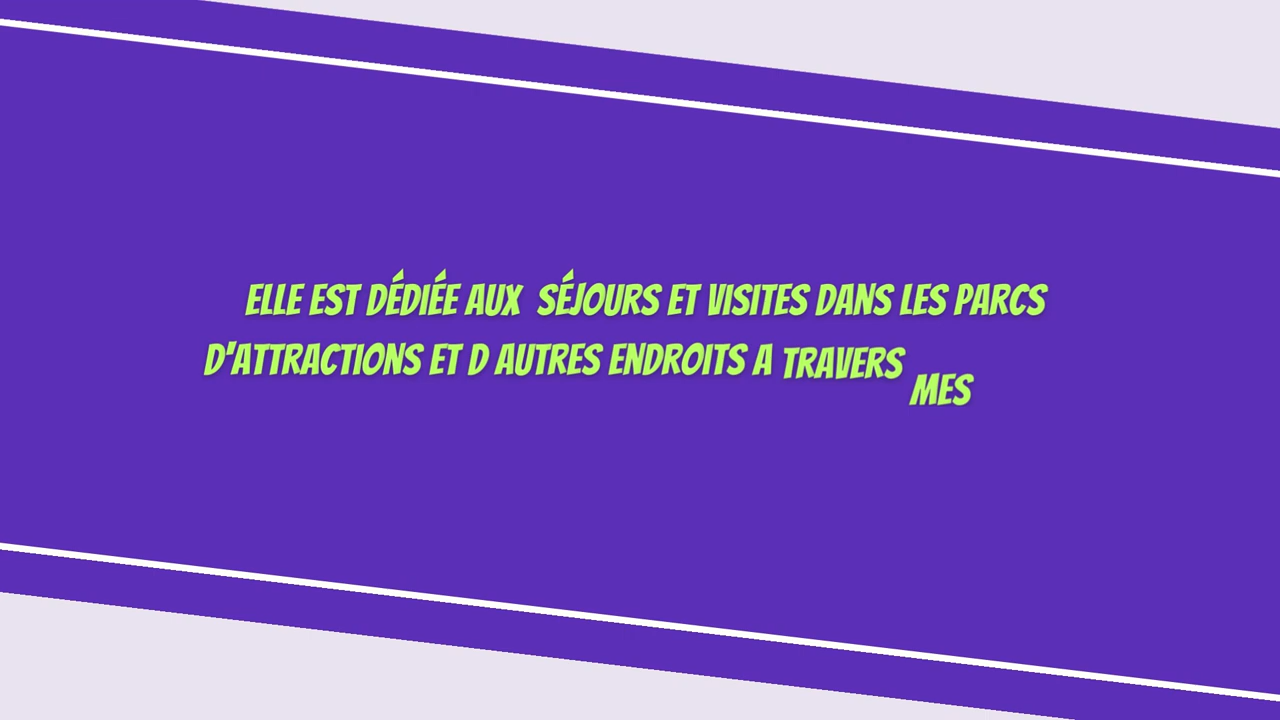 ELLE EST DÉDIÉE AUX  SÉJOURS ET VISITES DANS LES PARCS
D'ATTRACTIONS ET D AUTRES ENDROITS A TRAVERS MES